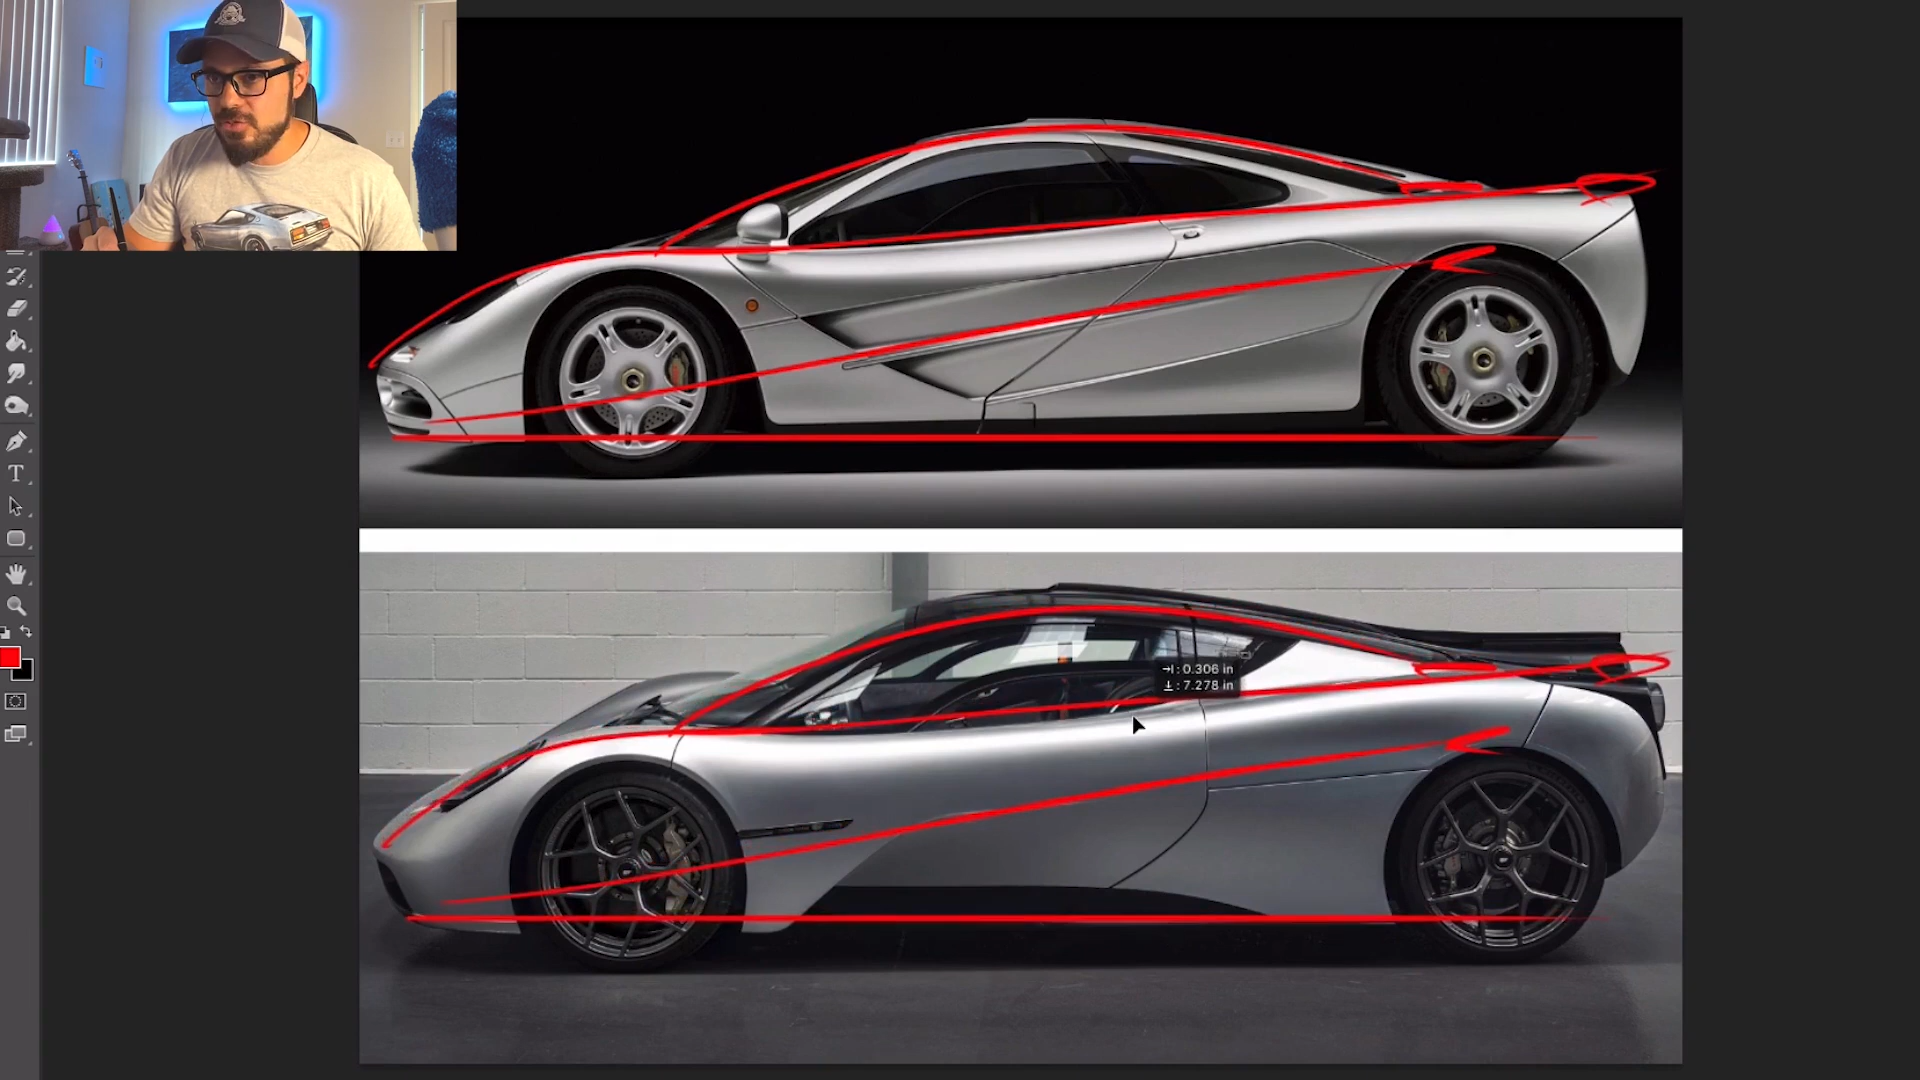 →I : 0.306 in
↓ : 7.278 in
T